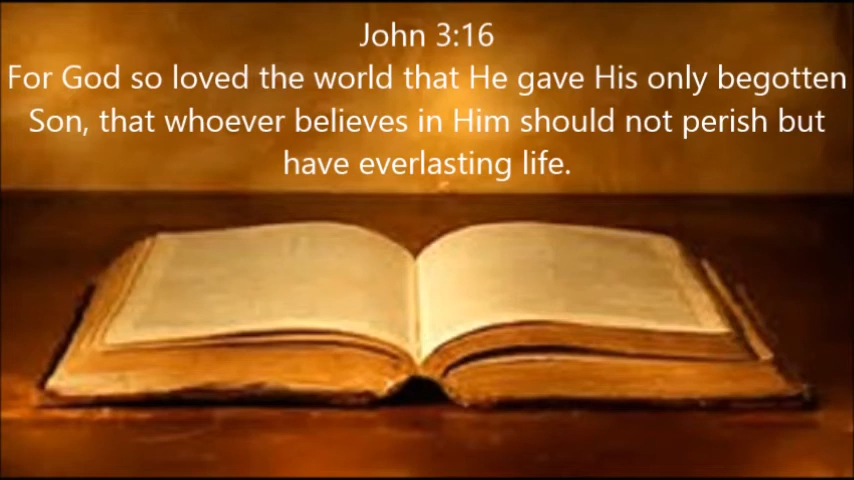 John 3:16
For God so loved the world that He gave His only begotten
Son, that whoever believes in Him should not perish but
have everlasting life.